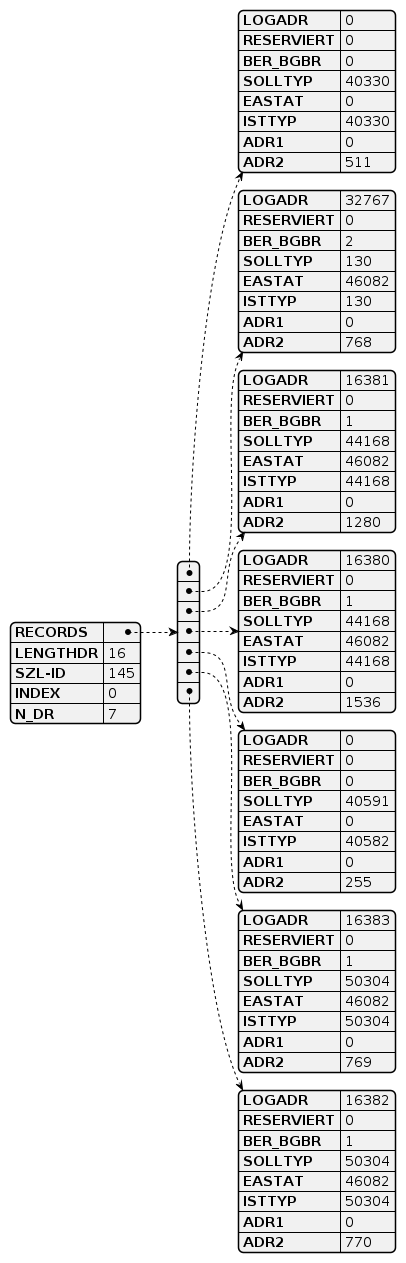 LOGADR 0
RESERVIERT 0
BER_BGBR 0
SOLLTYP 40330
EASTAT 0
ISTTYP 40330
ADR1 0
ADR2 511
LOGADR 32767
RESERVIERT 0
BER_BGBR 2
SOLLTYP 130
EASTAT 46082
ISTTYP 130
ADR1 0
ADR2 768
LOGADR 16381
RESERVIERT 0
BER_BGBR 1
SOLLTYP 44168
EASTAT 46082
ISTTYP 44168
ADR1 0
ADR2 1280
LOGADR 16380
RESERVIERT 0
BER_BGBR 1
SOLLTYP 44168
EASTAT 46082
ISTTYP 44168
ADR1 0
ADR2 1536
RECORDS
LENGTHDR 16
SZL-ID 145
INDEX 0
N_DR 7
LOGADR 0
RESERVIERT 0
BER_BGBR 0
SOLLTYP 40591
EASTAT 0
ISTTYP 40582
ADR1 0
ADR2 255
LOGADR 16383
RESERVIERT 0
BER_BGBR 1
SOLLTYP 50304
EASTAT 46082
ISTTYP 50304
ADR1 0
ADR2 769
LOGADR 16382
RESERVIERT 0
BER_BGBR 1
SOLLTYP 50304
EASTAT 46082
ISTTYP 50304
ADR1 0
ADR2 770